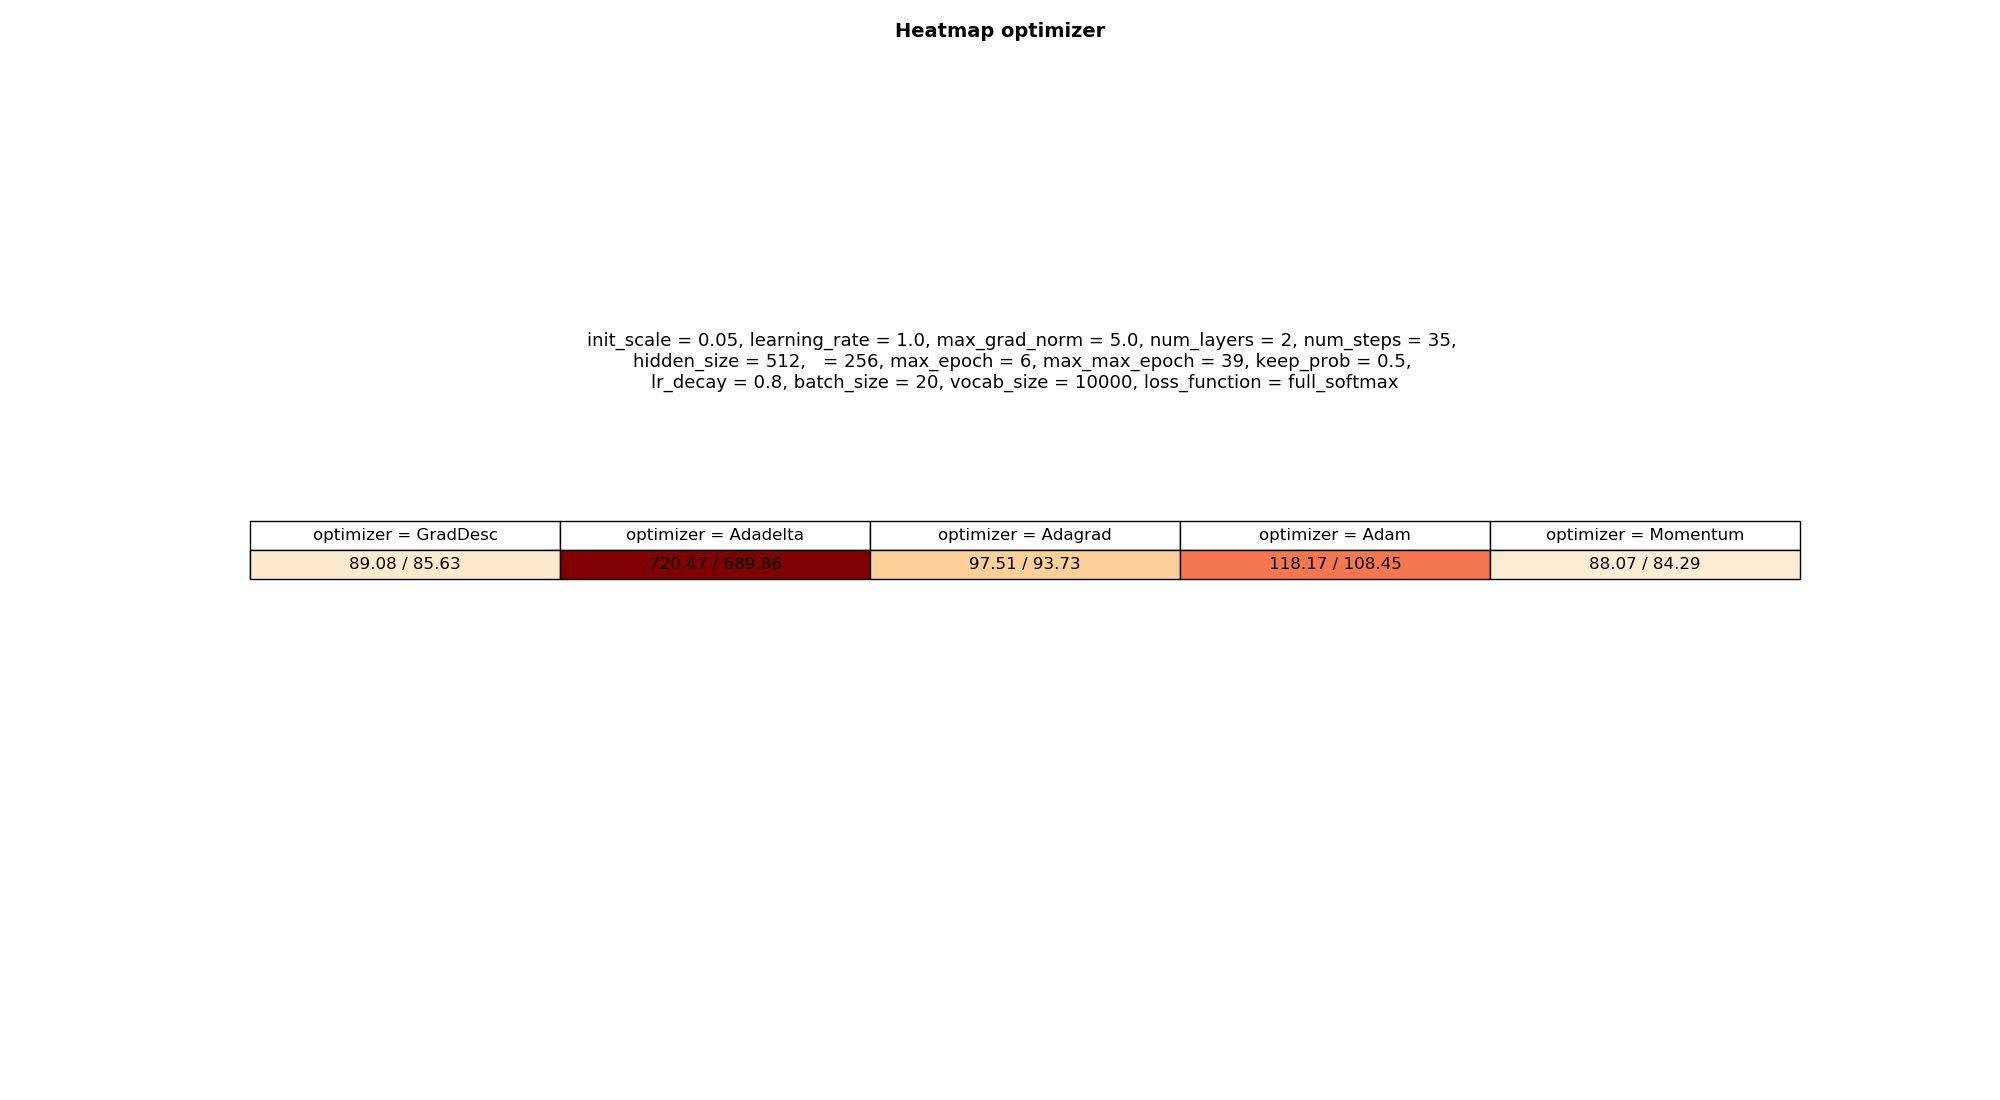 Heatmap optimizer
init_scale = 0.05, learning_rate = 1.0, max_grad_norm = 5.0, num_layers = 2, num_steps = 35,
hidden_size = 512,   = 256, max_epoch = 6, max_max_epoch = 39, keep_prob = 0.5,
lr_decay = 0.8, batch_size = 20, vocab_size = 10000, loss_function = full_softmax
optimizer = GradDesc optimizer = Adadelta optimizer = Adagrad optimizer = Adam optimizer = Momentum
89.08 / 85.63 720.47 / 689.86 97.51 / 93.73 118.17 / 108.45 88.07 / 84.29